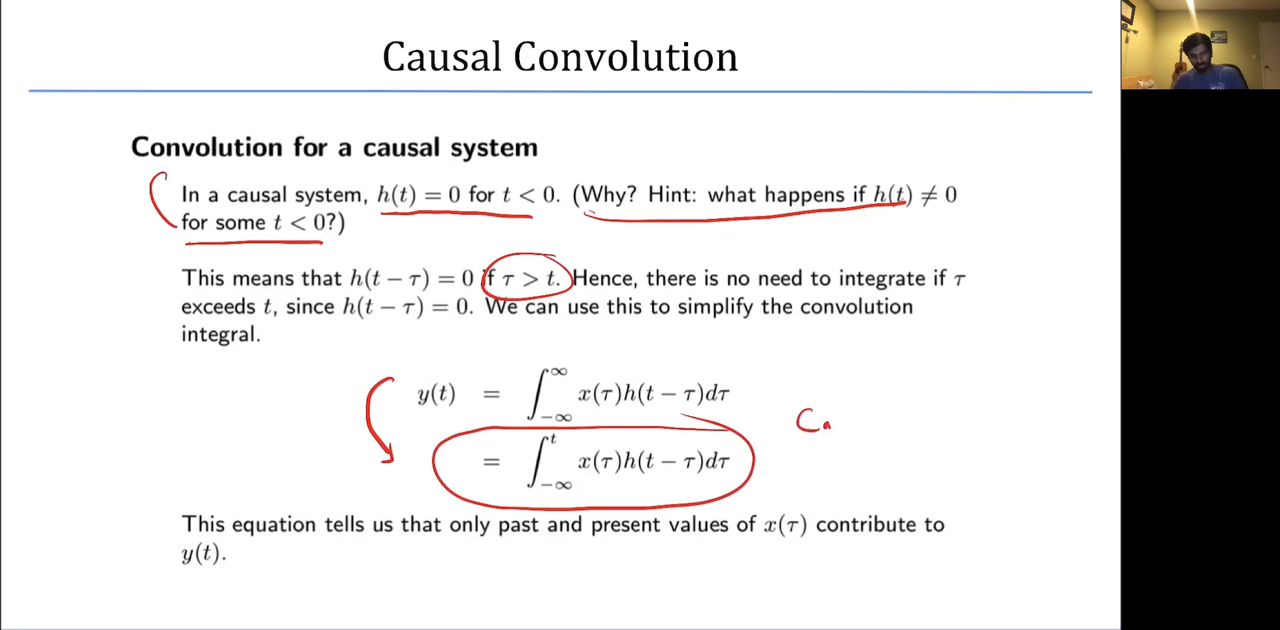 Causal Convolution
Convolution for a causal system
In a causal system, h(t) = 0 for t < 0. (Why? Hint: what happens if h(t) ≠ 0
for some t < 0?)
This means that h(t − τ) = 0 if τ > t. Hence, there is no need to integrate if τ
exceeds t, since h(t − τ) = 0. We can use this to simplify the convolution
integral.
y(t) = ∫_{−∞}^{∞} x(τ)h(t − τ)dτ
= ∫_{−∞}^{t} x(τ)h(t − τ)dτ
Ca
This equation tells us that only past and present values of x(τ) contribute to
y(t).